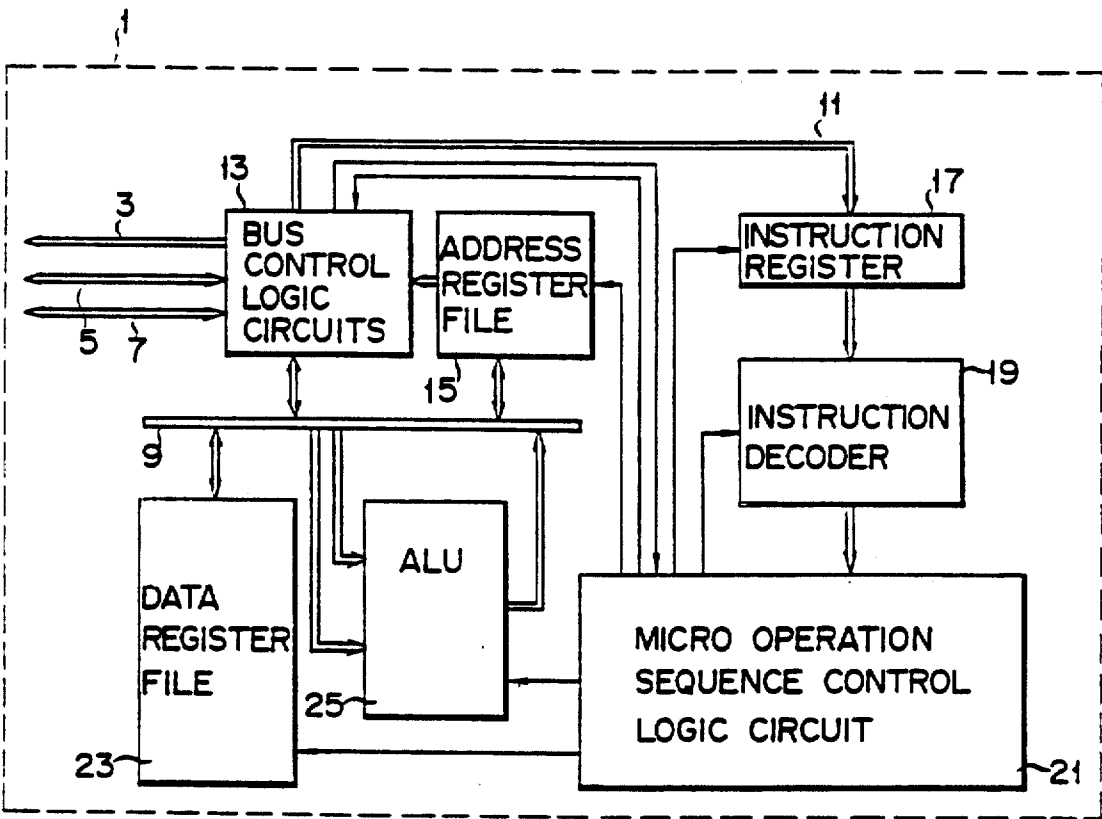 1
11
13
17
3
BUS
CONTROL
LOGIC
CIRCUITS
ADDRESS
REGISTER
FILE
INSTRUCTION
REGISTER
5
7
15
19
INSTRUCTION
DECODER
9
ALU
DATA
REGISTER
FILE
MICRO OPERATION
SEQUENCE CONTROL
LOGIC CIRCUIT
25
23
21